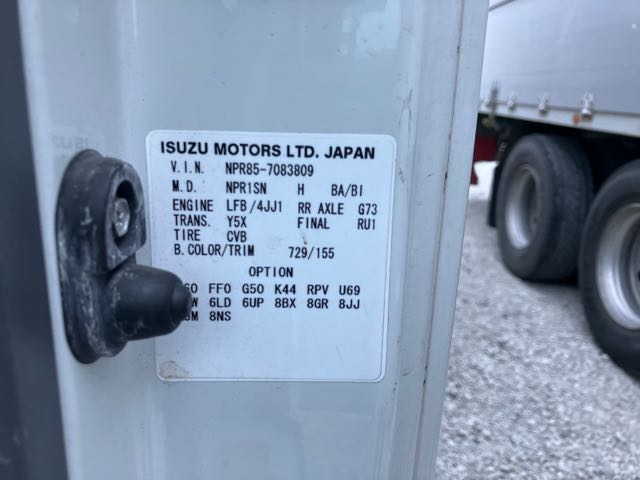 ISUZU MOTORS LTD. JAPAN
V.I.N. NPR85-7083809
M.D. NPR1SN H BA/BI
ENGINE LFB/4JJ1 RR AXLE G73
TRANS. Y5X FINAL RU1
TIRE CVB
B.COLOR/TRIM 729/155
OPTION
FF0 G50 K44 RPV U69
6LD 6UP 8BX 8GR 8JJ
8NS